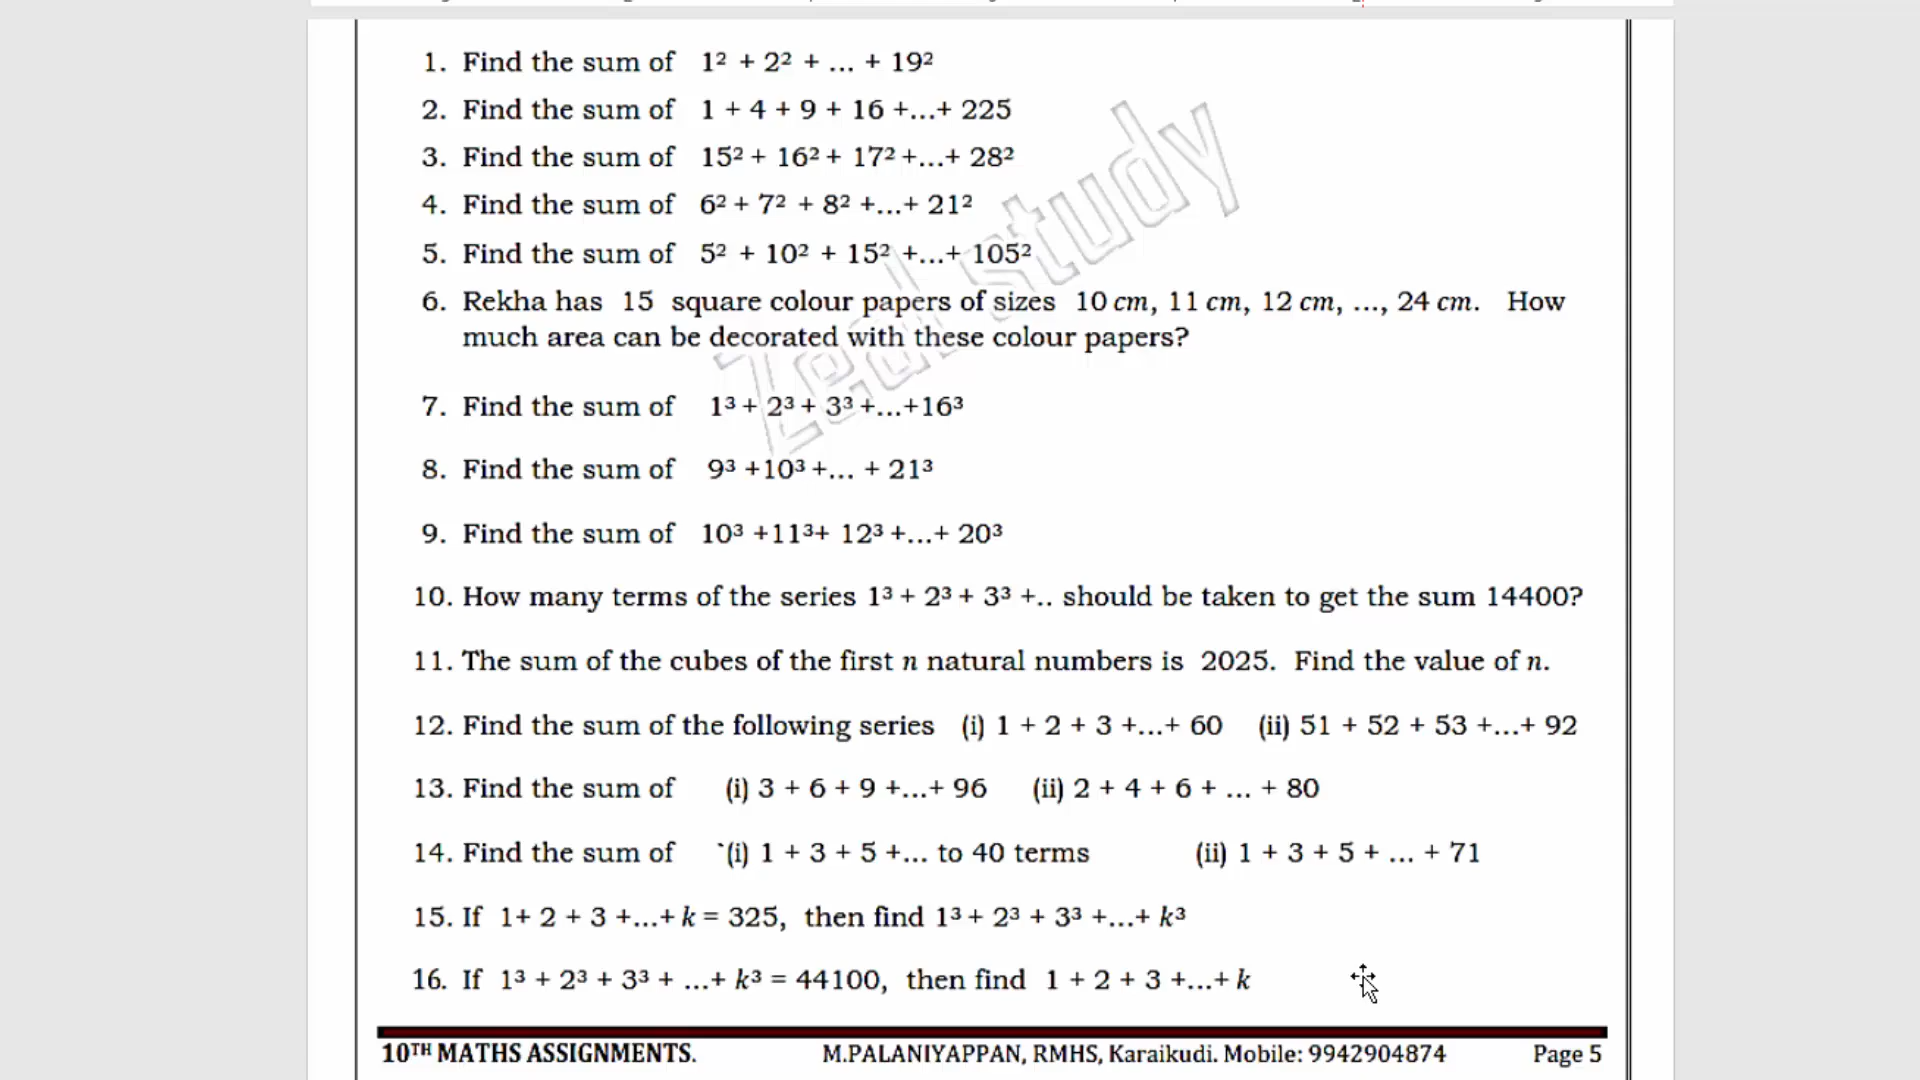 1. Find the sum of 1² + 2² + ... + 19²
2. Find the sum of 1 + 4 + 9 + 16 +...+ 225
3. Find the sum of 15² + 16² + 17² +...+ 28²
4. Find the sum of 6² + 7² + 8² +...+ 21²
5. Find the sum of 5² + 10² + 15² +...+ 105²
6. Rekha has 15 square colour papers of sizes 10 cm, 11 cm, 12 cm, ..., 24 cm. How
much area can be decorated with these colour papers?
Zeal study
7. Find the sum of 1³ + 2³ + 3³ +...+16³
8. Find the sum of 9³ +10³ +... + 21³
9. Find the sum of 10³ +11³+ 12³ +...+ 20³
10. How many terms of the series 1³ + 2³ + 3³ +.. should be taken to get the sum 14400?
11. The sum of the cubes of the first n natural numbers is 2025. Find the value of n.
12. Find the sum of the following series (i) 1 + 2 + 3 +...+ 60 (ii) 51 + 52 + 53 +...+ 92
13. Find the sum of (i) 3 + 6 + 9 +...+ 96 (ii) 2 + 4 + 6 + ... + 80
14. Find the sum of `(i) 1 + 3 + 5 +... to 40 terms (ii) 1 + 3 + 5 + ... + 71
15. If 1+ 2 + 3 +...+ k = 325, then find 1³ + 2³ + 3³ +...+ k³
16. If 1³ + 2³ + 3³ + ...+ k³ = 44100, then find 1 + 2 + 3 +...+ k
10TH MATHS ASSIGNMENTS. M.PALANIYAPPAN, RMHS, Karaikudi. Mobile: 9942904874 Page 5